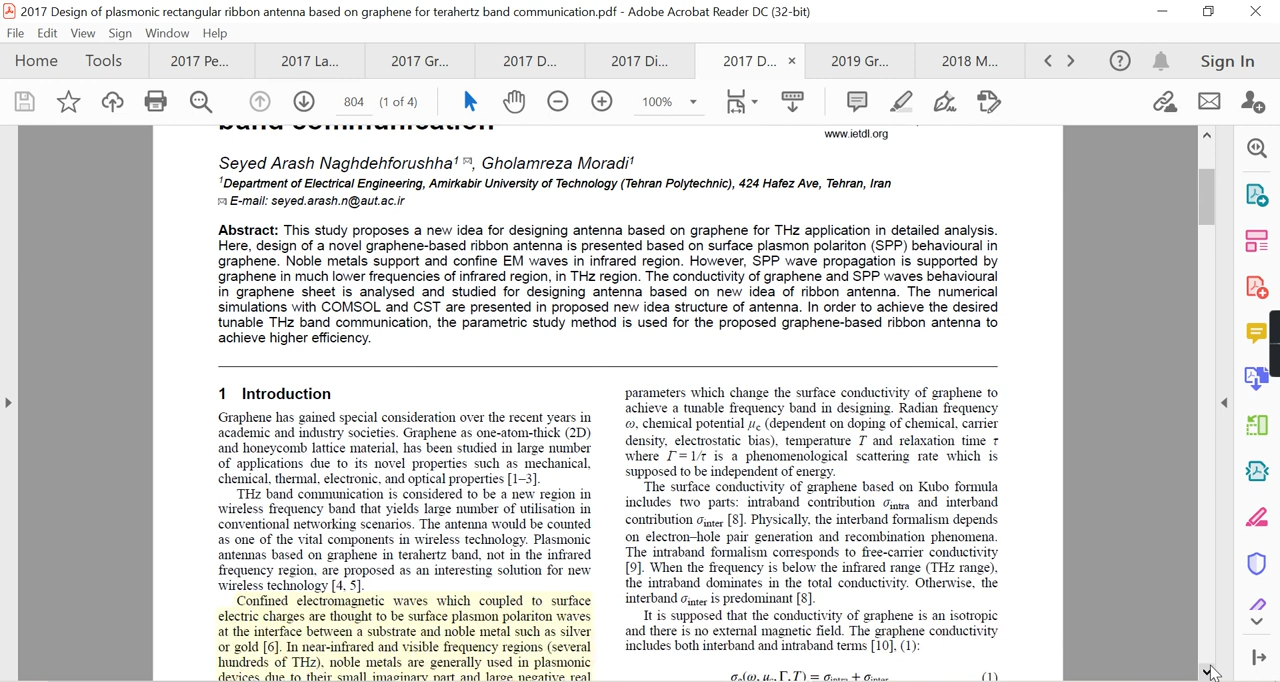 2017 Design of plasmonic rectangular ribbon antenna based on graphene for terahertz band communication.pdf - Adobe Acrobat Reader DC (32-bit)
File Edit View Sign Window Help
Home Tools 2017 Pe... 2017 La... 2017 Gr... 2017 D... 2017 Di... 2017 D... 2019 Gr... 2018 M... Sign In
804 (1 of 4) 100%
band communication
www.ietdl.org
Seyed Arash Naghdehforushha¹ ✉, Gholamreza Moradi¹
¹Department of Electrical Engineering, Amirkabir University of Technology (Tehran Polytechnic), 424 Hafez Ave, Tehran, Iran
✉ E-mail: seyed.arash.n@aut.ac.ir
Abstract: This study proposes a new idea for designing antenna based on graphene for THz application in detailed analysis.
Here, design of a novel graphene-based ribbon antenna is presented based on surface plasmon polariton (SPP) behavioural in
graphene. Noble metals support and confine EM waves in infrared region. However, SPP wave propagation is supported by
graphene in much lower frequencies of infrared region, in THz region. The conductivity of graphene and SPP waves behavioural
in graphene sheet is analysed and studied for designing antenna based on new idea of ribbon antenna. The numerical
simulations with COMSOL and CST are presented in proposed new idea structure of antenna. In order to achieve the desired
tunable THz band communication, the parametric study method is used for the proposed graphene-based ribbon antenna to
achieve higher efficiency.
1 Introduction
Graphene has gained special consideration over the recent years in
academic and industry societies. Graphene as one-atom-thick (2D)
and honeycomb lattice material, has been studied in large number
of applications due to its novel properties such as mechanical,
chemical, thermal, electronic, and optical properties [1–3].
THz band communication is considered to be a new region in
wireless frequency band that yields large number of utilisation in
conventional networking scenarios. The antenna would be counted
as one of the vital components in wireless technology. Plasmonic
antennas based on graphene in terahertz band, not in the infrared
frequency region, are proposed as an interesting solution for new
wireless technology [4, 5].
Confined electromagnetic waves which coupled to surface
electric charges are thought to be surface plasmon polariton waves
at the interface between a substrate and noble metal such as silver
or gold [6]. In near-infrared and visible frequency regions (several
hundreds of THz), noble metals are generally used in plasmonic
devices due to their small imaginary part and large negative real
parameters which change the surface conductivity of graphene to
achieve a tunable frequency band in designing. Radian frequency
ω, chemical potential μc (dependent on doping of chemical, carrier
density, electrostatic bias), temperature T and relaxation time τ
where Γ = 1/τ is a phenomenological scattering rate which is
supposed to be independent of energy.
The surface conductivity of graphene based on Kubo formula
includes two parts: intraband contribution σintra and interband
contribution σinter [8]. Physically, the interband formalism depends
on electron–hole pair generation and recombination phenomena.
The intraband formalism corresponds to free-carrier conductivity
[9]. When the frequency is below the infrared range (THz range),
the intraband dominates in the total conductivity. Otherwise, the
interband σinter is predominant [8].
It is supposed that the conductivity of graphene is an isotropic
and there is no external magnetic field. The graphene conductivity
includes both interband and intraband terms [10], (1):
σg(ω, μc, Γ, T) = σintra + σinter (1)